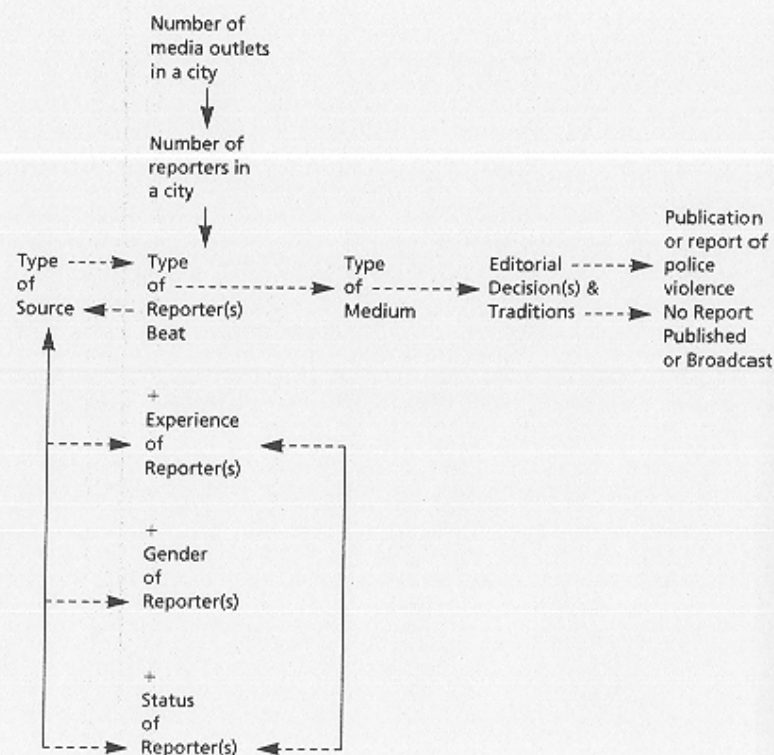 Number of
media outlets
in a city
Number of
reporters in
a city
Type
of
Source
Type
of
Reporter(s)
Beat
Type
of
Medium
Editorial
Decision(s) &
Traditions
Publication
or report of
police
violence
No Report
Published
or Broadcast
+
Experience
of
Reporter(s)
+
Gender
of
Reporter(s)
+
Status
of
Reporter(s)